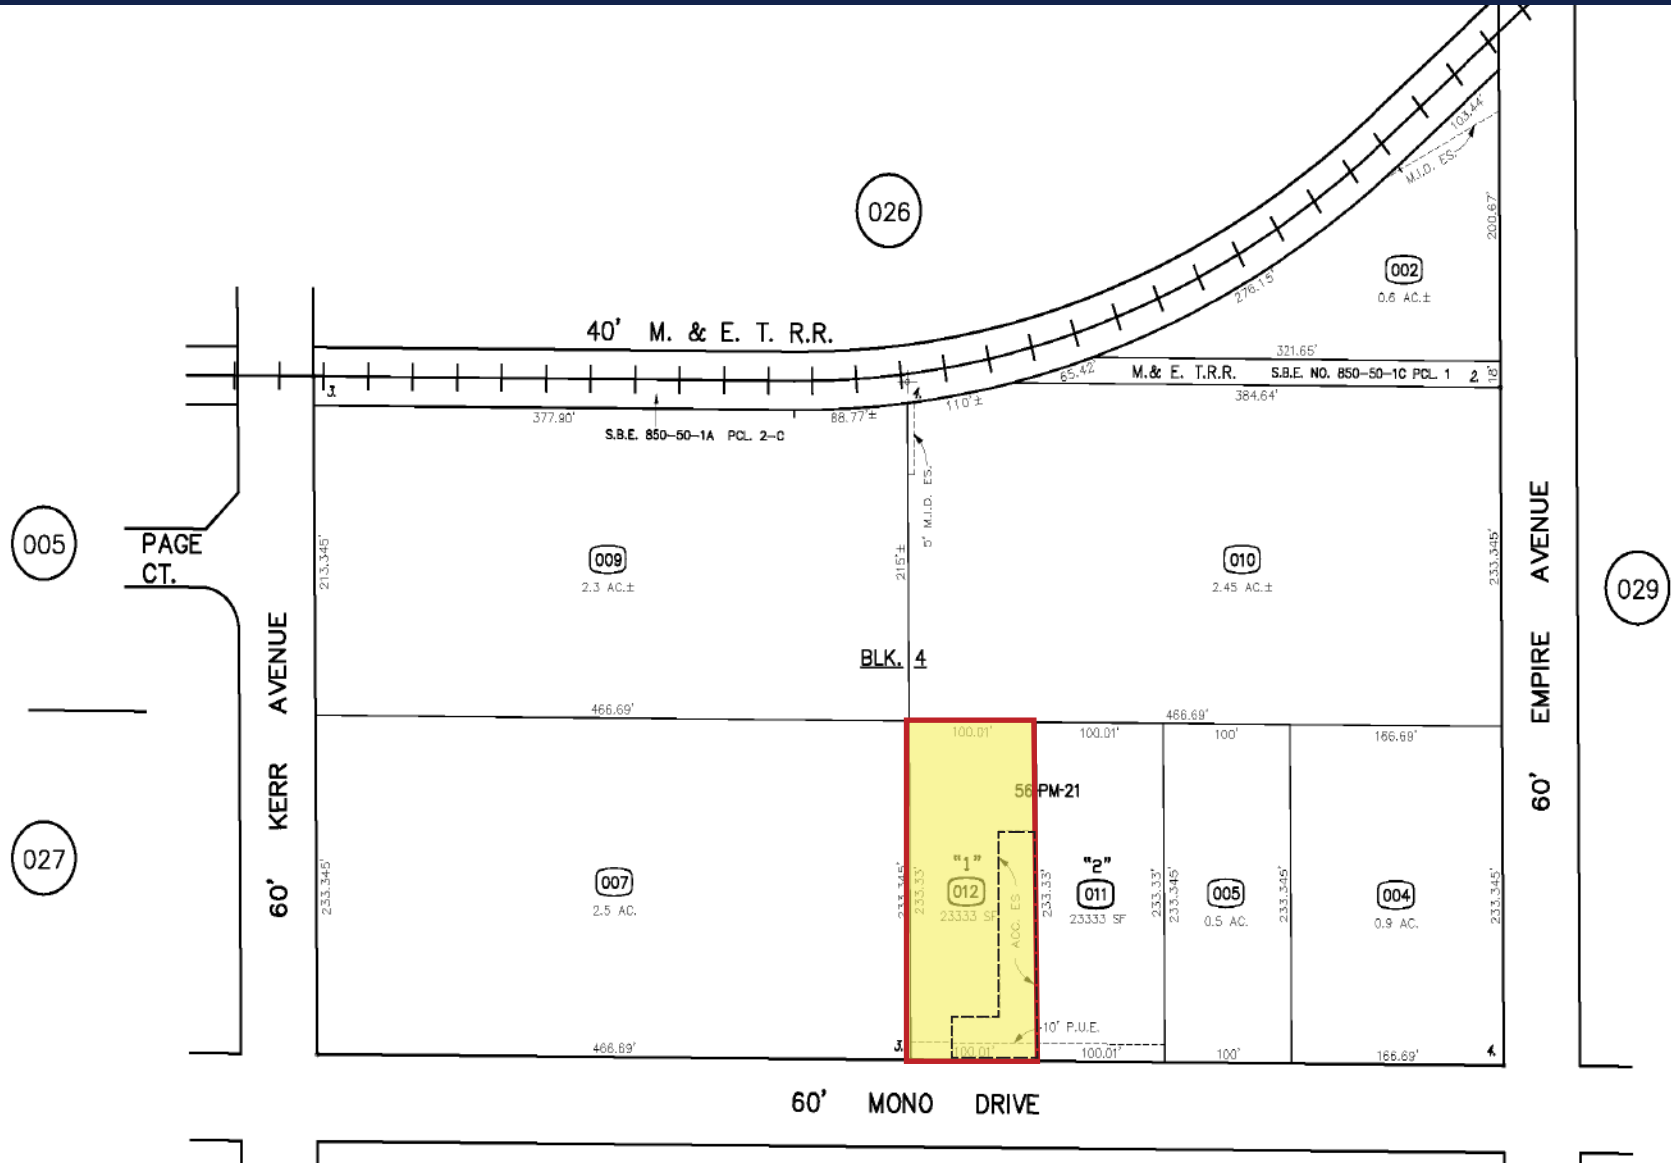 103.44'
M.I.D. ES.
200.67'
026
002
0.6 AC.±
276.15'
40' M. & E. T. R.R.
321.65'
65.42'
M.& E. T.R.R. S.B.E. NO. 850-50-1C PCL. 1 2. 18'
3.
4.
110'±
384.64'
377.90'
88.77'±
S.B.E. 850-50-1A PCL. 2-C
5' M.I.D. ES.
005
PAGE
CT.
213.345'
009
2.3 AC.±
215'±
010
2.45 AC.±
233.345'
60' EMPIRE AVENUE
029
60' KERR AVENUE
BLK. 4
466.69'
466.69'
100.01'
100.01'
100'
166.69'
56-PM-21
027
233.345'
007
2.5 AC.
233.345'
233.33'
"1"
012
23333 SF
ACC. ES.
233.33'
"2"
011
23333 SF
233.33'
233.345'
005
0.5 AC.
233.345'
004
0.9 AC.
233.345'
10' P.U.E.
466.69'
3.
100.01'
100.01'
100'
166.69'
4.
60' MONO DRIVE